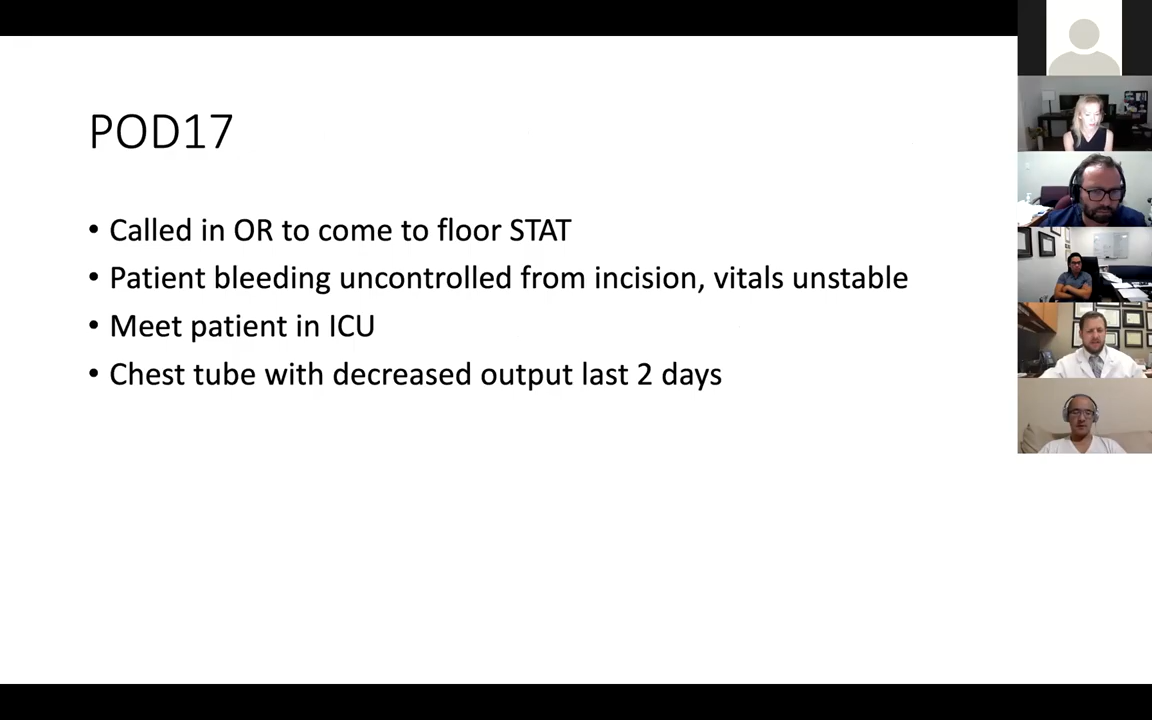 POD17
• Called in OR to come to floor STAT
• Patient bleeding uncontrolled from incision, vitals unstable
• Meet patient in ICU
• Chest tube with decreased output last 2 days